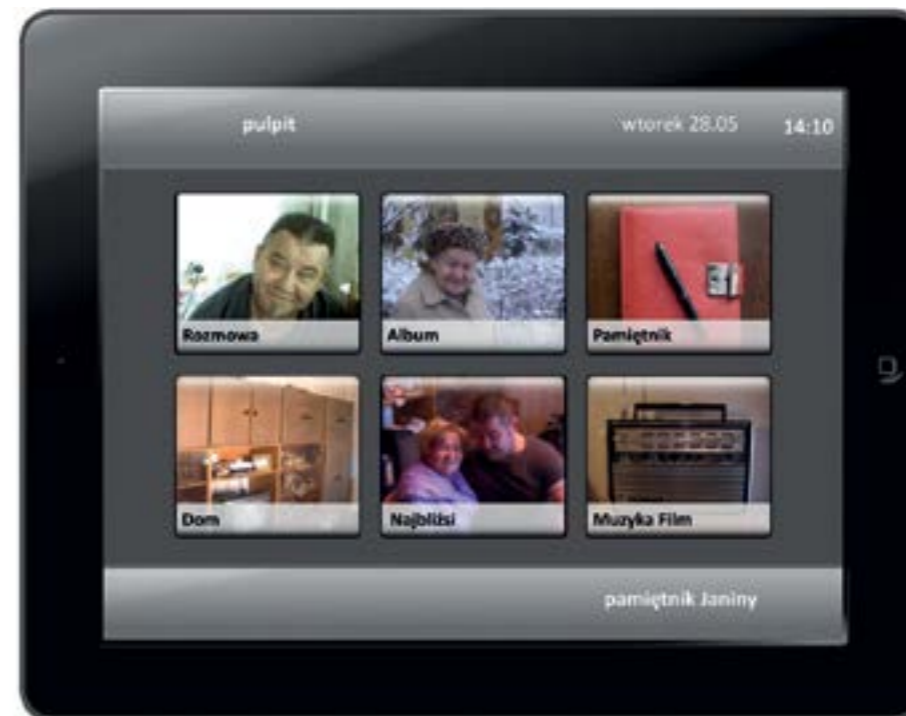 pulpit wtorek 28.05 14:10
Rozmowa Album Pamiętnik
Dom Najbliżsi Muzyka Film
pamiętnik Janiny